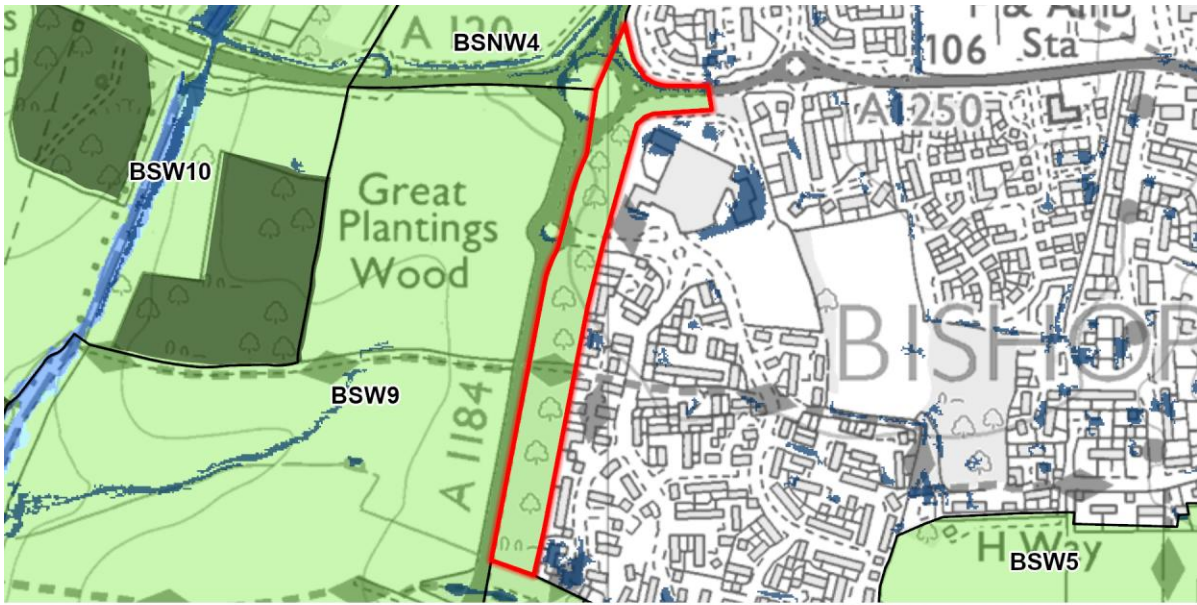 A 120
BSNW4
106
Sta
A 1250
BSW10
Great
Plantings
Wood
BISHOP
BSW9
A 1184
H Way
BSW5